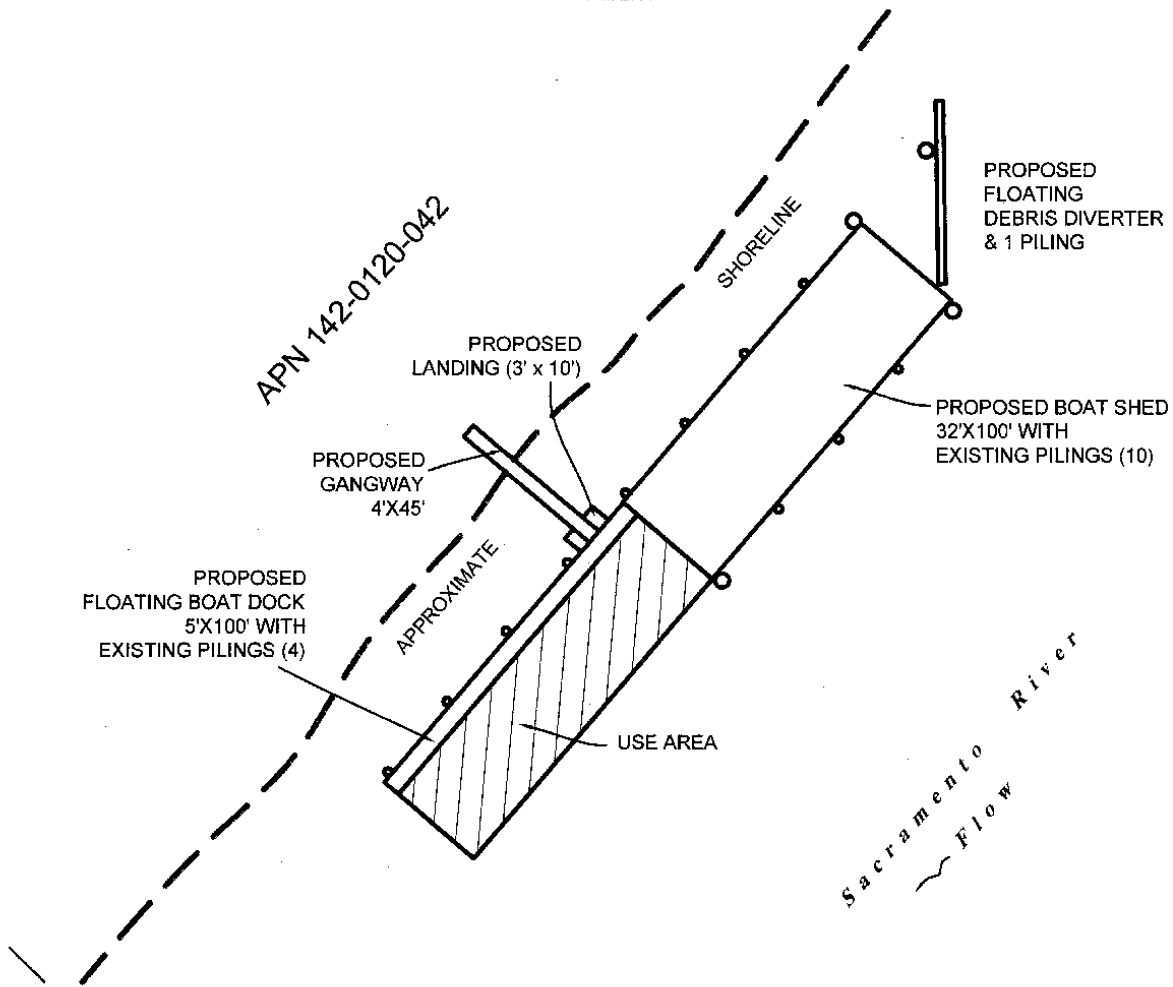 PROPOSED
FLOATING
DEBRIS DIVERTER
& 1 PILING
SHORELINE
APN 142-0120-042
PROPOSED
LANDING (3' x 10')
PROPOSED BOAT SHED
32'X100' WITH
EXISTING PILINGS (10)
PROPOSED
GANGWAY
4'X45'
APPROXIMATE
PROPOSED
FLOATING BOAT DOCK
5'X100' WITH
EXISTING PILINGS (4)
USE AREA
Sacramento River
Flow